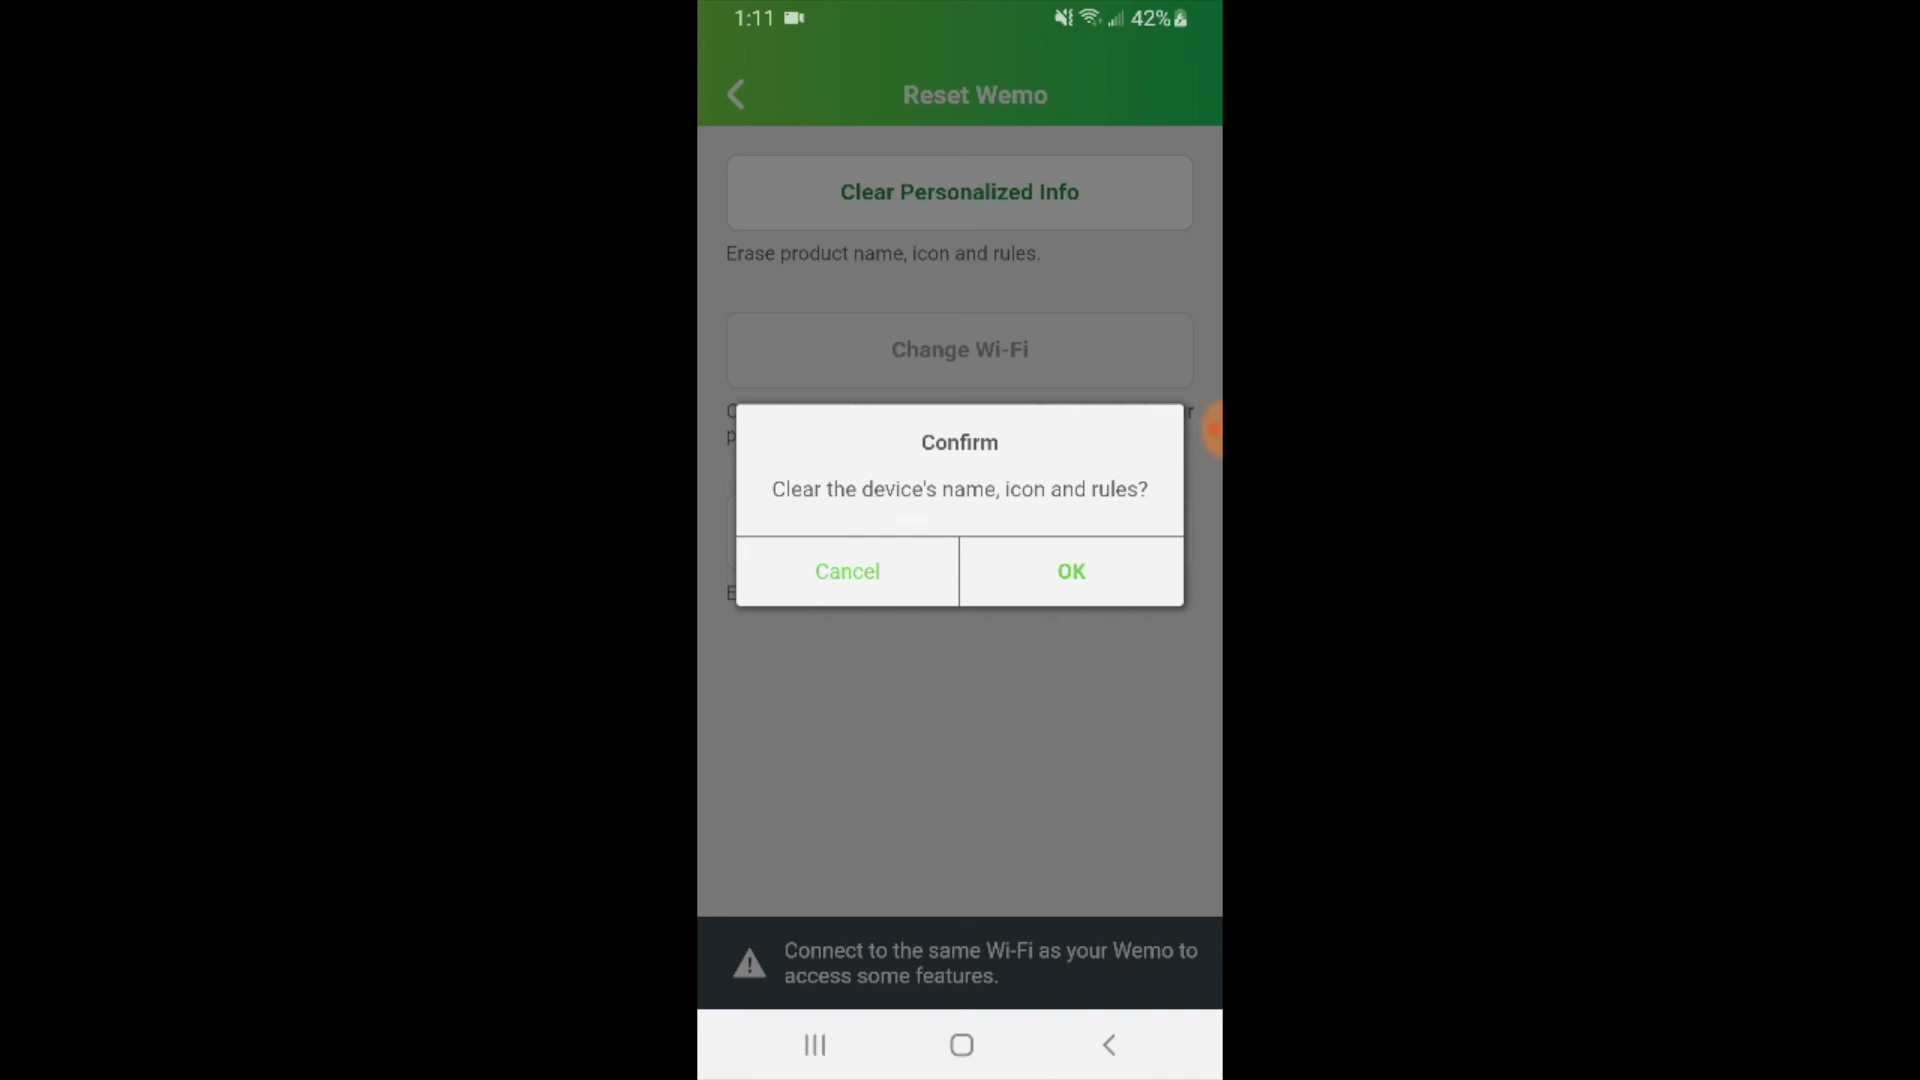 1:11
42%
Reset Wemo
Clear Personalized Info
Erase product name, icon and rules.
Change Wi-Fi
Confirm
Clear the device's name, icon and rules?
Cancel
OK
Connect to the same Wi-Fi as your Wemo to
access some features.